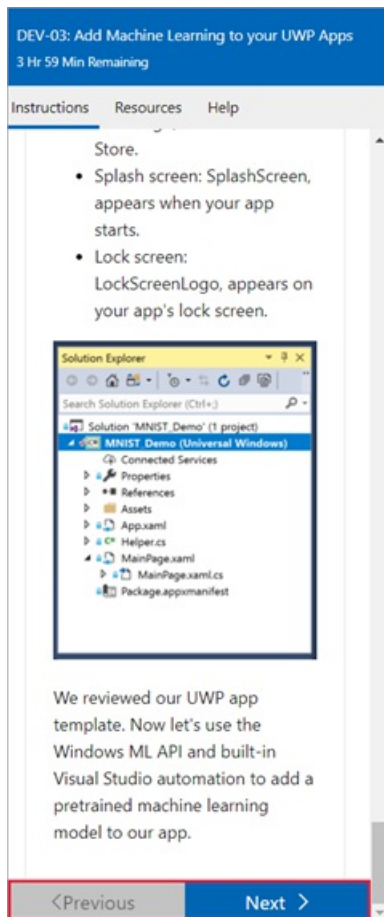 DEV-03: Add Machine Learning to your UWP Apps
3 Hr 59 Min Remaining
Instructions Resources Help
Store.
• Splash screen: SplashScreen,
appears when your app
starts.
• Lock screen:
LockScreenLogo, appears on
your app's lock screen.
Solution Explorer
Search Solution Explorer (Ctrl+;)
Solution 'MNIST_Demo' (1 project)
MNIST_Demo (Universal Windows)
Connected Services
Properties
References
Assets
App.xaml
C# Helper.cs
MainPage.xaml
MainPage.xaml.cs
Package.appxmanifest
We reviewed our UWP app
template. Now let's use the
Windows ML API and built-in
Visual Studio automation to add a
pretrained machine learning
model to our app.
<Previous Next >